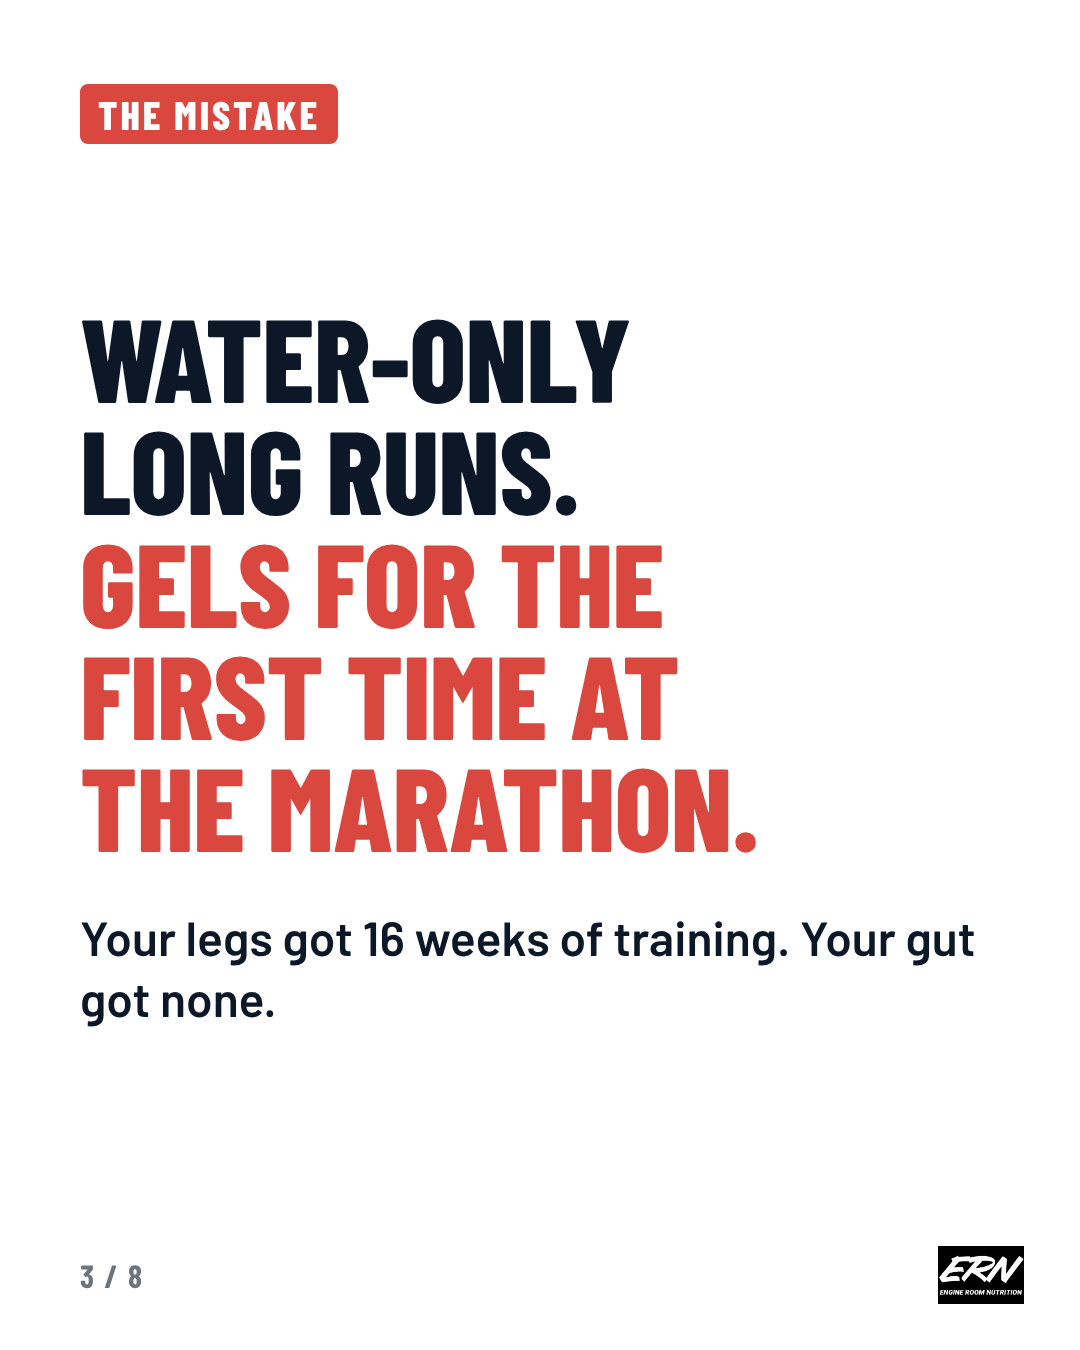 THE MISTAKE
WATER-ONLY
LONG RUNS.
GELS FOR THE
FIRST TIME AT
THE MARATHON.
Your legs got 16 weeks of training. Your gut
got none.
3 / 8
ERN
ENGINE ROOM NUTRITION